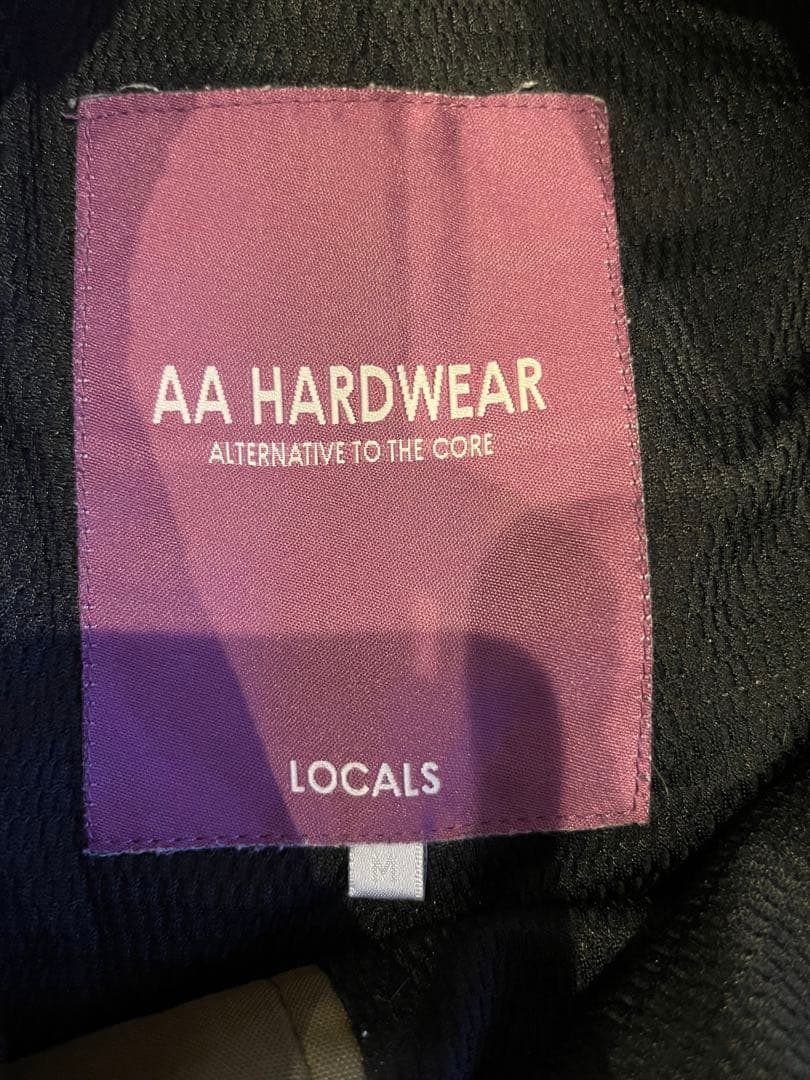 AA HARDWEAR
ALTERNATIVE TO THE CORE
LOCALS
M